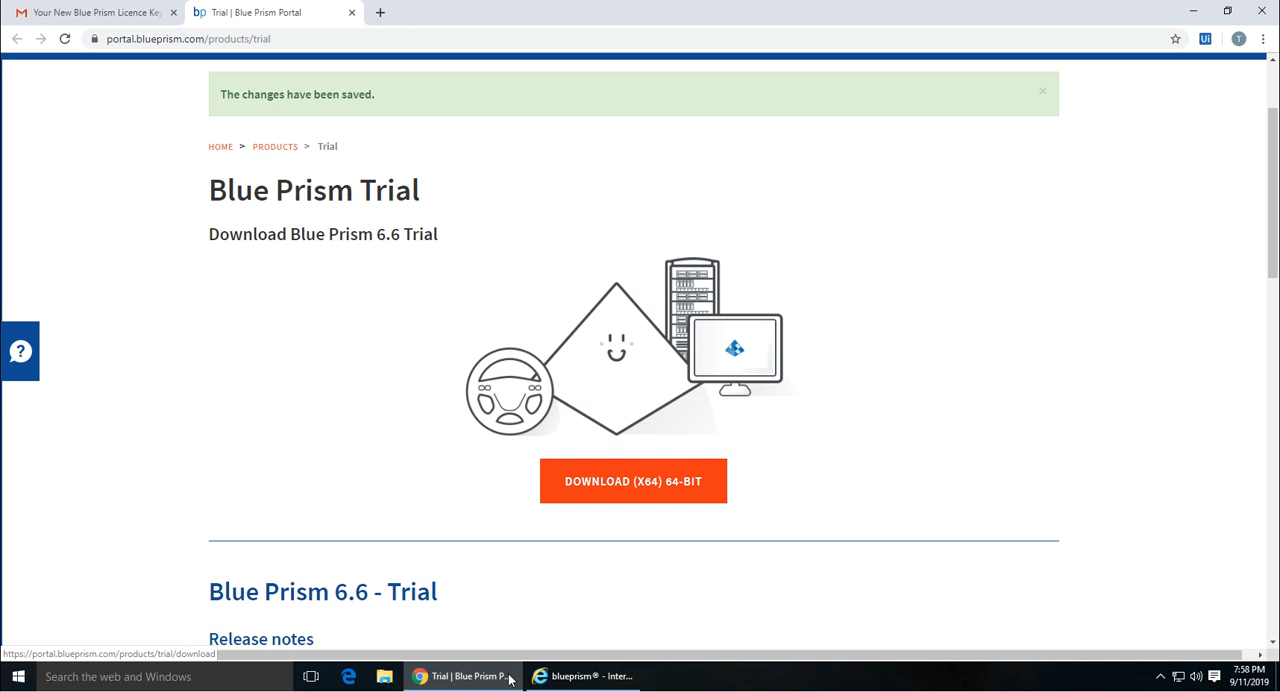 Your New Blue Prism Licence Key
bp Trial | Blue Prism Portal
portal.blueprism.com/products/trial
Ui
T
The changes have been saved.
HOME > PRODUCTS > Trial
Blue Prism Trial
Download Blue Prism 6.6 Trial
?
DOWNLOAD (X64) 64-BIT
Blue Prism 6.6 - Trial
Release notes
https://portal.blueprism.com/products/trial/download
Search the web and Windows
Trial | Blue Prism P...
blueprism® - Inter...
7:58 PM
9/11/2019